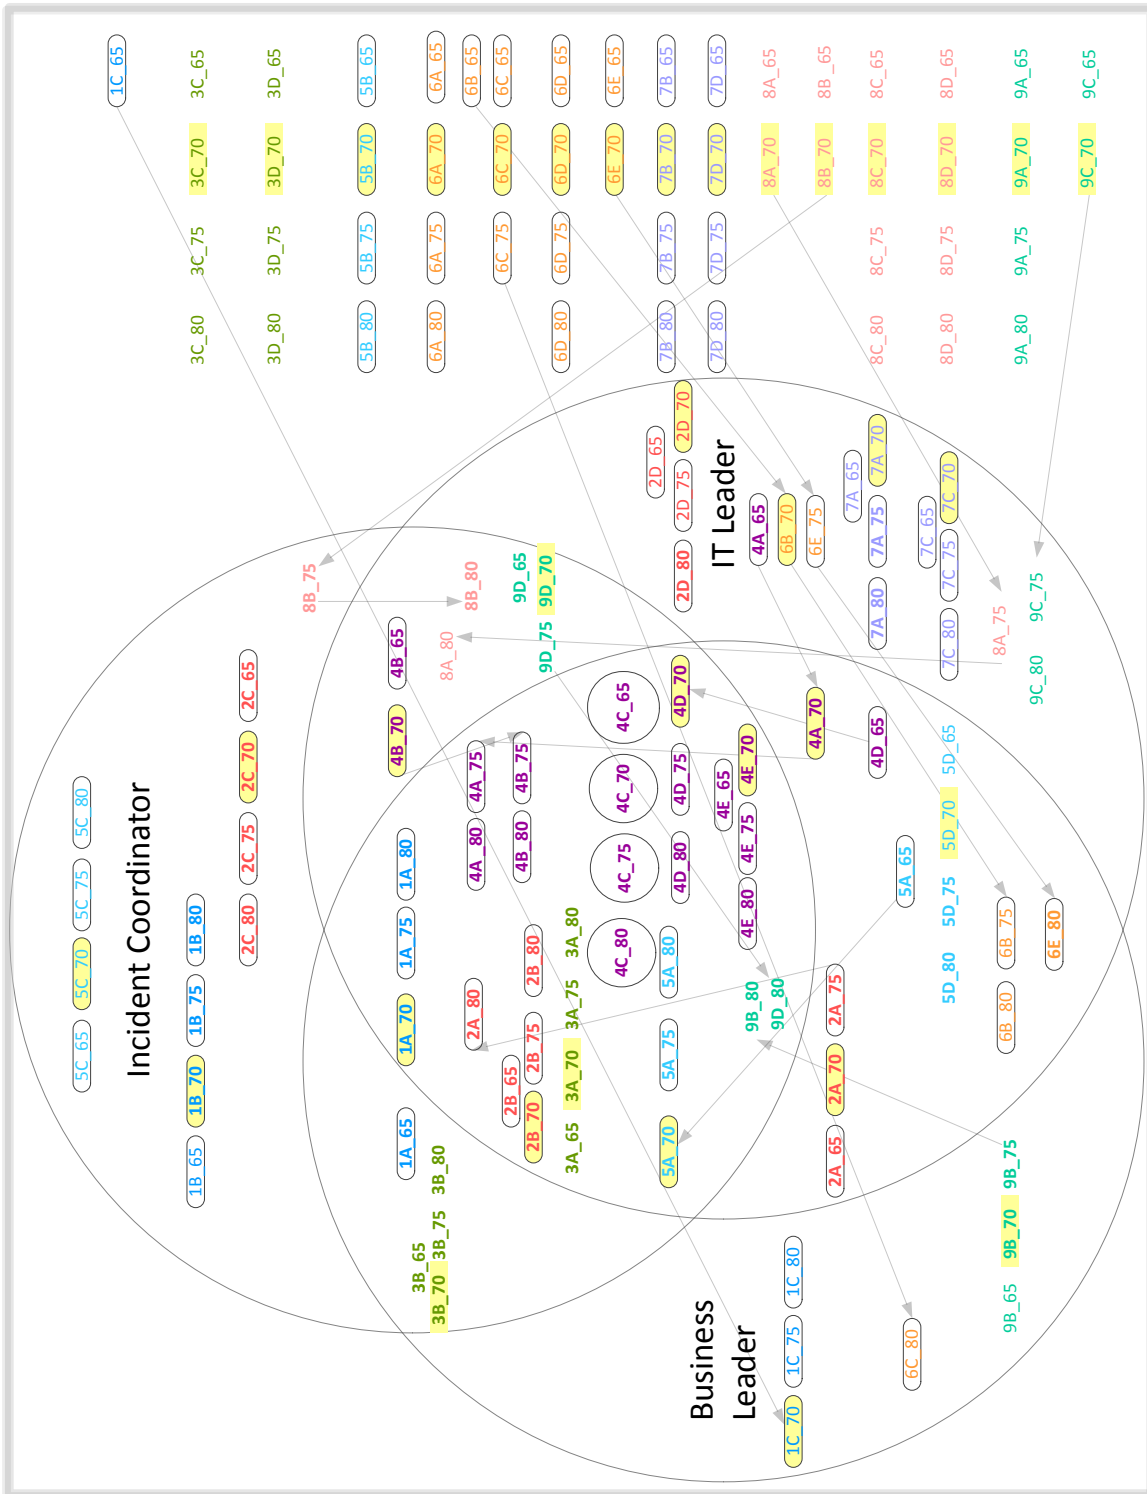 5C_65 5C_70 5C_75 5C_80
1C_65
Incident Coordinator
1B_65 1B_70 1B_75 1B_80
3C_80 3C_75 3C_70 3C_65
2C_80 2C_75 2C_70 2C_65
3D_80 3D_75 3D_70 3D_65
8B_75
5B_80 5B_75 5B_70 5B_65
4B_70 4B_65
1A_65 1A_70 1A_75 1A_80
3B_65
3B_70 3B_75 3B_80
6A_80 6A_75 6A_70 6A_65
8A_80
8B_80
6B_65
2A_80
4A_80 4A_75
6C_75 6C_70 6C_65
2B_65
4B_80 4B_75
9D_65
2B_70 2B_75 2B_80
9D_75 9D_70
6D_80 6D_75 6D_70 6D_65
3A_65 3A_70 3A_75 3A_80
6E_70 6E_65
4C_80 4C_75 4C_70 4C_65
2D_65
5A_70 5A_75 5A_80
7B_80 7B_75 7B_70 7B_65
4D_80 4D_75 4D_70
2D_80 2D_75 2D_70
Business
Leader
7D_80 7D_75 7D_70 7D_65
4E_65
IT Leader
4E_80 4E_75 4E_70
9B_80
4A_65
8A_70 8A_65
9D_80
6B_70
1C_70 1C_75 1C_80
4A_70
6E_75
8B_70 8B_65
2A_65 2A_70 2A_75
7A_65
4D_65
7A_80 7A_75 7A_70
8C_80 8C_75 8C_70 8C_65
5A_65
6C_80
7C_65
5D_80 5D_75 5D_70 5D_65
7C_80 7C_75 7C_70
8D_80 8D_75 8D_70 8D_65
8A_75
6B_80 6B_75
9B_65 9B_70 9B_75
9A_80 9A_75 9A_70 9A_65
9C_80 9C_75
6E_80
9C_70 9C_65